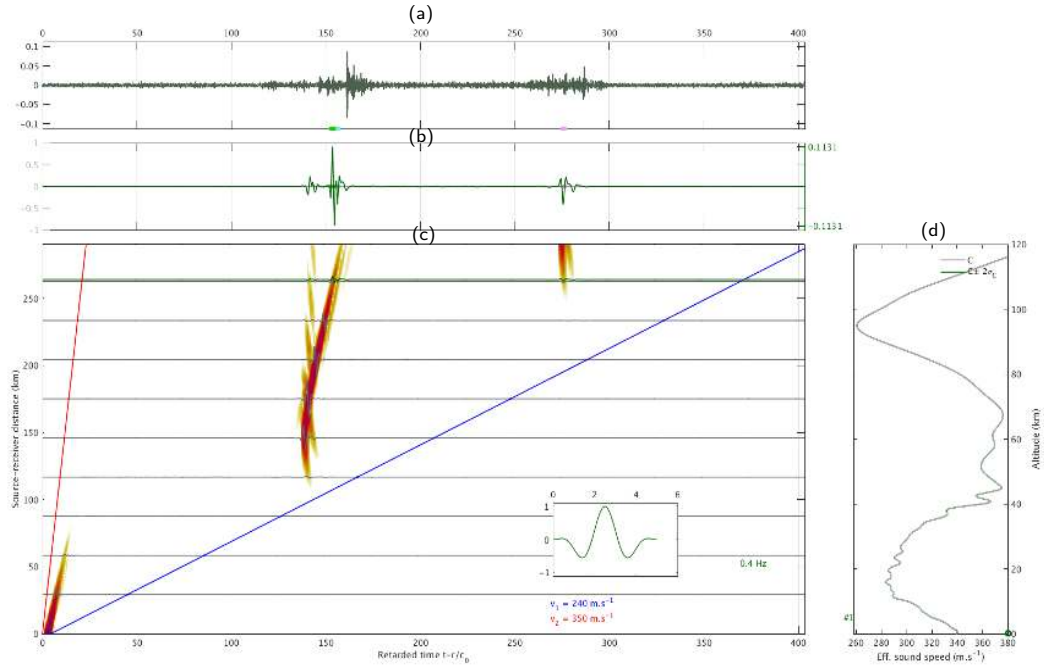 (a)
0 50 100 150 200 250 300 350 400
0.1
0.05
0
−0.05
−0.1
(b)
1
0.5
0
−0.5
−1
0.1131
−0.1131
(c)
250
200
150
100
50
0
Source-receiver distance (km)
0 2 4 6
1
0
−1
0.4 Hz
v1 = 240 m.s−1
v2 = 350 m.s−1
0 50 100 150 200 250 300 350 400
Retarded time t-r/c0
(d)
C
C± 2σC
120
100
80
60
40
20
0
Altitude (km)
#1
260 280 300 320 340 360 380
Eff. sound speed (m.s−1)